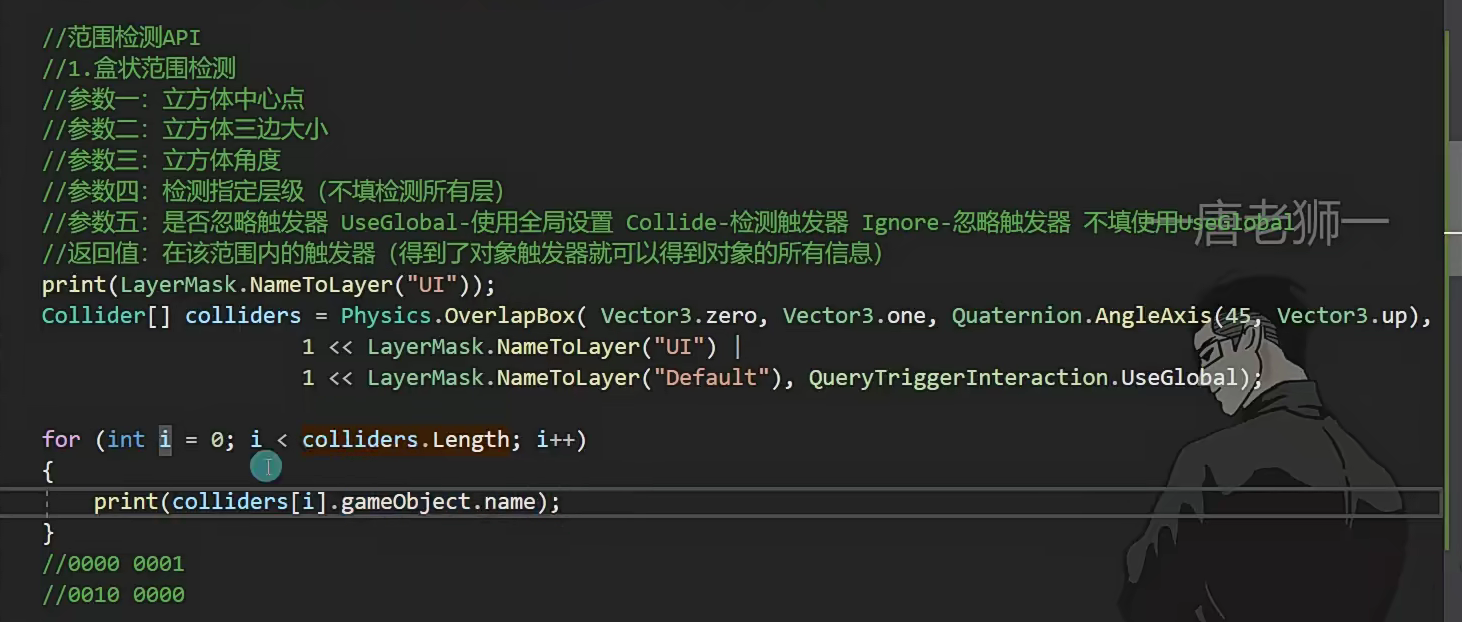 //范围检测API
//1.盒状范围检测
//参数一：立方体中心点
//参数二：立方体三边大小
//参数三：立方体角度
//参数四：检测指定层级（不填检测所有层）
//参数五：是否忽略触发器 UseGlobal-使用全局设置 Collide-检测触发器 Ignore-忽略触发器 不填使用UseGlobal
唐老狮
//返回值：在该范围内的触发器（得到了对象触发器就可以得到对象的所有信息）
print(LayerMask.NameToLayer("UI"));
Collider[] colliders = Physics.OverlapBox( Vector3.zero, Vector3.one, Quaternion.AngleAxis(45, Vector3.up),
1 << LayerMask.NameToLayer("UI") |
1 << LayerMask.NameToLayer("Default"), QueryTriggerInteraction.UseGlobal);
for (int i = 0; i < colliders.Length; i++)
{
print(colliders[i].gameObject.name);
}
//0000 0001
//0010 0000